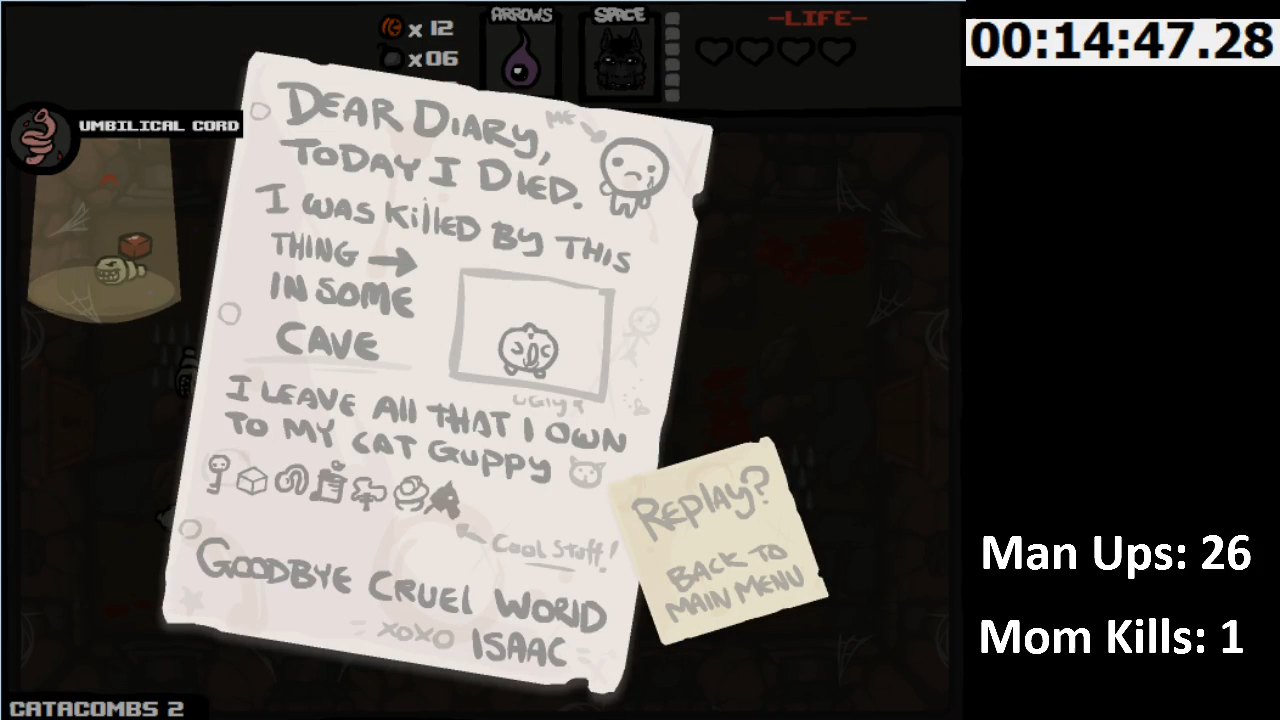 x 12
x06
ARROWS
SPACE
-LIFE-
00:14:47.28
UMBILICAL CORD
DEAR DIARY,
TODAY I DIED.
ME
I WAS KILLED BY THIS
THING
IN SOME
CAVE
UGLY
I LEAVE ALL THAT I OWN
TO MY CAT GUPPY
COOL STUFF!
GOODBYE CRUEL WORLD
XOXO ISAAC
REPLAY?
BACK TO
MAIN MENU
Man Ups: 26
Mom Kills: 1
CATACOMBS 2